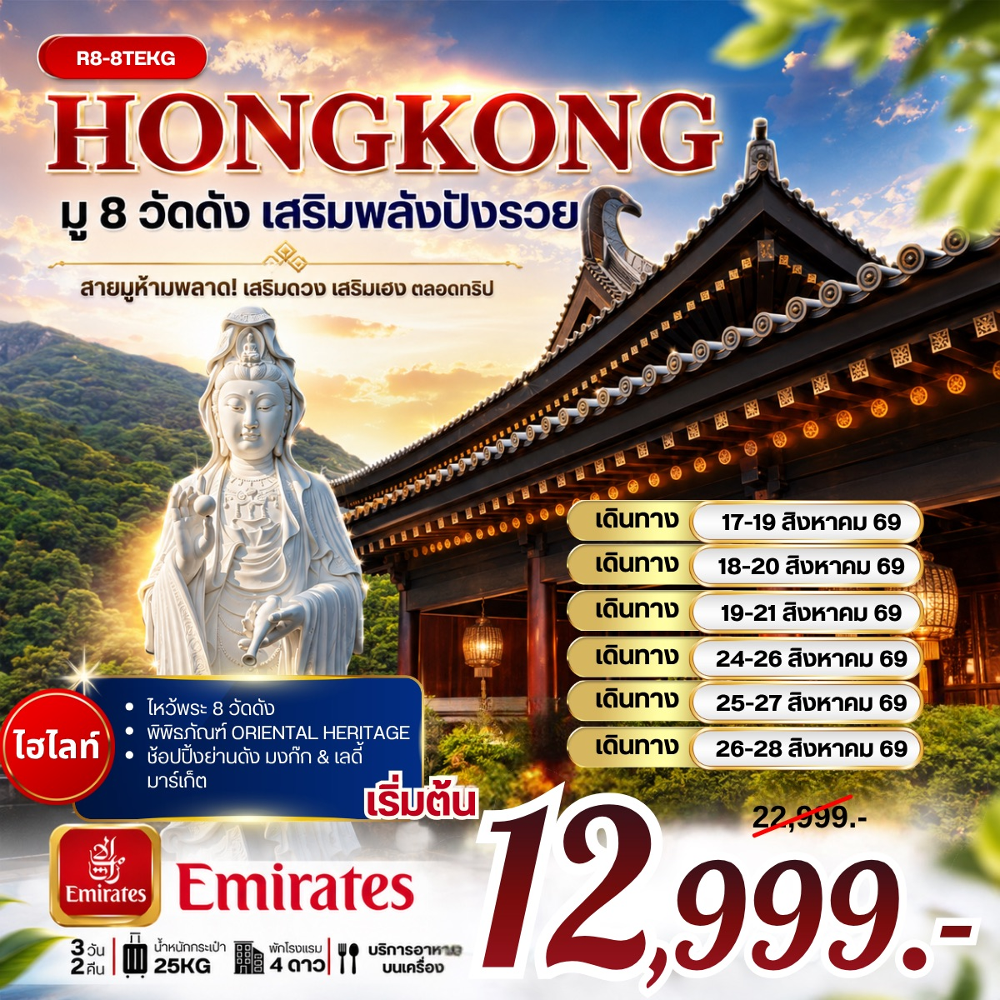 R8-8TEKG
HONGKONG
มู 8 วัดดัง เสริมพลังปังรวย
สายมูห้ามพลาด! เสริมดวง เสริมเฮง ตลอดทริป
เดินทาง 17-19 สิงหาคม 69
เดินทาง 18-20 สิงหาคม 69
เดินทาง 19-21 สิงหาคม 69
เดินทาง 24-26 สิงหาคม 69
เดินทาง 25-27 สิงหาคม 69
เดินทาง 26-28 สิงหาคม 69
ไฮไลท์
• ไหว้พระ 8 วัดดัง
• พิพิธภัณฑ์ ORIENTAL HERITAGE
• ช้อปปิ้งย่านดัง มงก๊ก & เลดี้
มาร์เก็ต
เริ่มต้น
22,999.-
12,999.-
Emirates
Emirates
3 วัน
2 คืน
น้ำหนักกระเป๋า
25KG
พักโรงแรม
4 ดาว
บริการอาหาร
บนเครื่อง